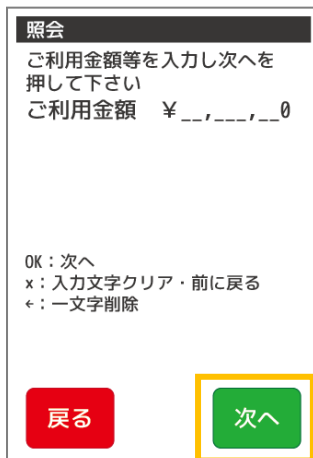 照会
ご利用金額等を入力し次へを
押して下さい
ご利用金額　￥__,___,__0
OK：次へ
x：入力文字クリア・前に戻る
←：一文字削除
戻る
次へ